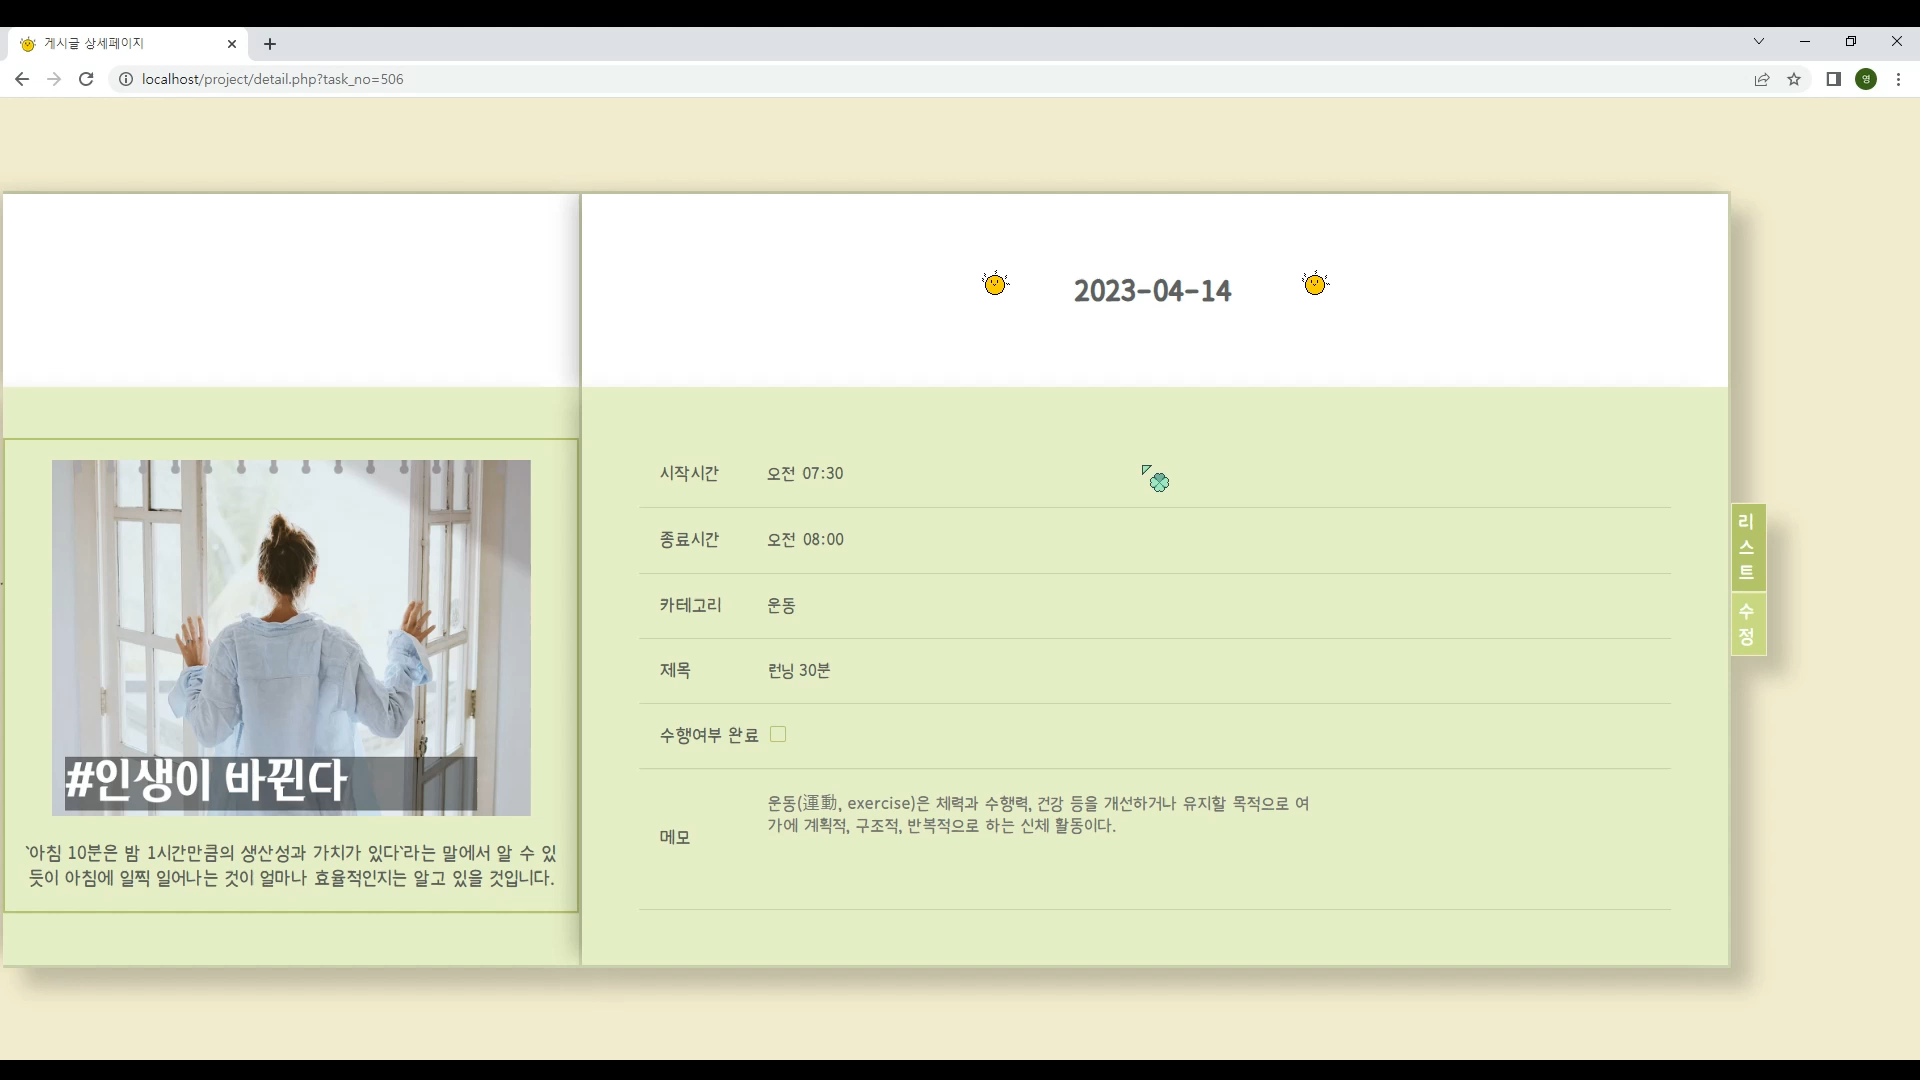 게시글 상세페이지
localhost/project/detail.php?task_no=506
영
2023-04-14
시작시간 오전 07:30
종료시간 오전 08:00
카테고리 운동
제목 런닝 30분
수행여부 완료
메모
운동(運動, exercise)은 체력과 수행력, 건강 등을 개선하거나 유지할 목적으로 여
가에 계획적, 구조적, 반복적으로 하는 신체 활동이다.
#인생이 바뀐다
`아침 10분은 밤 1시간만큼의 생산성과 가치가 있다`라는 말에서 알 수 있
듯이 아침에 일찍 일어나는 것이 얼마나 효율적인지는 알고 있을 것입니다.
리스트
수정